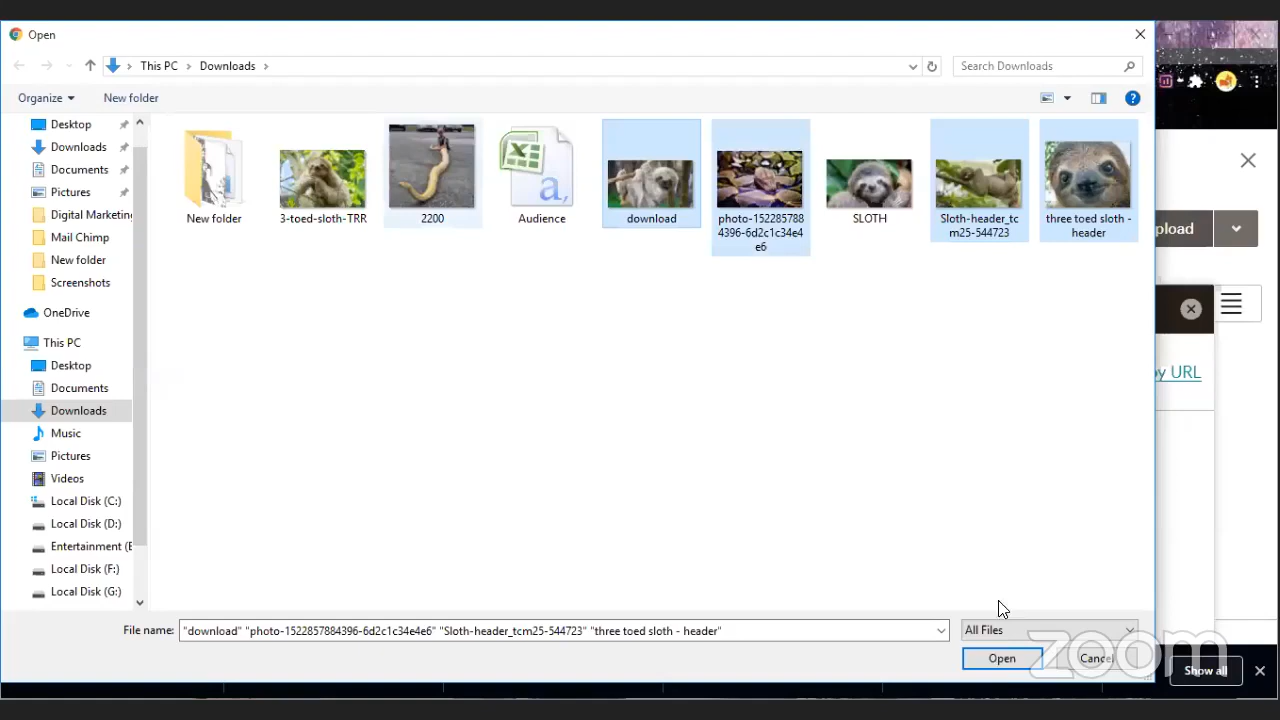 Open
This PC
Downloads
Search Downloads
Organize
New folder
Desktop
Downloads
Documents
Pictures
Digital Marketing
Mail Chimp
New folder
Screenshots
OneDrive
This PC
Desktop
Documents
Downloads
Music
Pictures
Videos
Local Disk (C:)
Local Disk (D:)
Entertainment (E
Local Disk (F:)
Local Disk (G:)
New folder
3-toed-sloth-TRR
2200
Audience
download
photo-152285788
4396-6d2c1c34e4
e6
SLOTH
Sloth-header_tc
m25-544723
three toed sloth -
header
pload
by URL
File name:
"download" "photo-1522857884396-6d2c1c34e4e6" "Sloth-header_tcm25-544723" "three toed sloth - header"
All Files
Open
Cancel
zoom
Show all